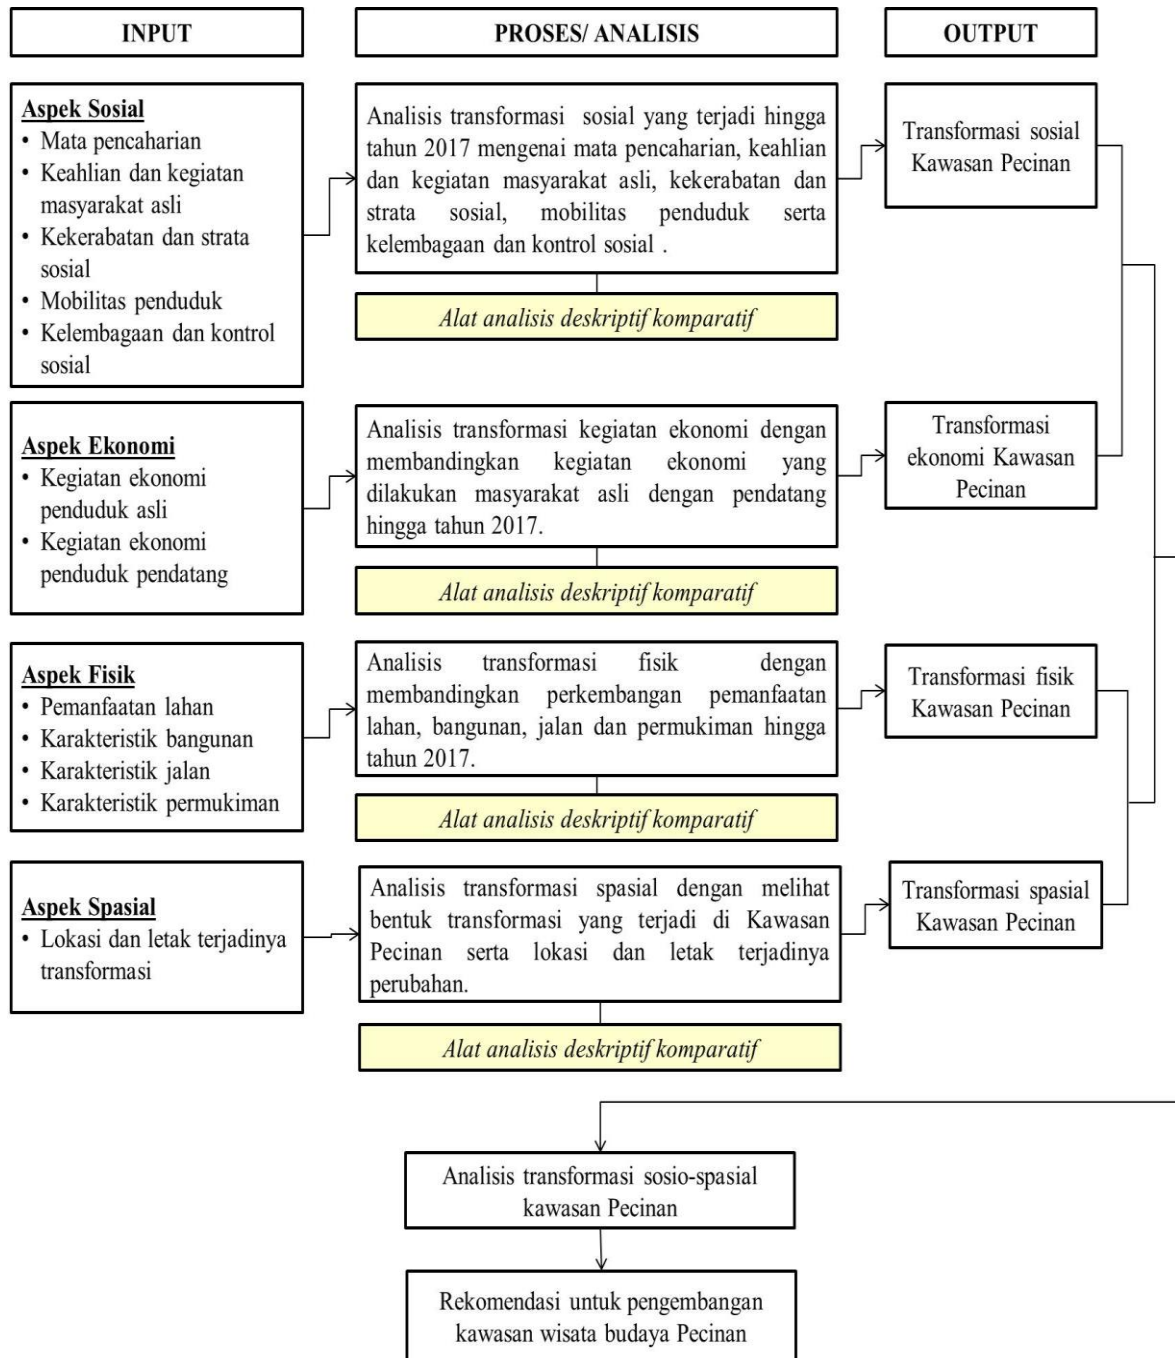 INPUT
PROSES/ ANALISIS
OUTPUT
Aspek Sosial
• Mata pencaharian
• Keahlian dan kegiatan
masyarakat asli
• Kekerabatan dan strata
sosial
• Mobilitas penduduk
• Kelembagaan dan kontrol
sosial
Analisis transformasi sosial yang terjadi hingga
tahun 2017 mengenai mata pencaharian, keahlian
dan kegiatan masyarakat asli, kekerabatan dan
strata sosial, mobilitas penduduk serta
kelembagaan dan kontrol sosial .
Alat analisis deskriptif komparatif
Transformasi sosial
Kawasan Pecinan
Aspek Ekonomi
• Kegiatan ekonomi
penduduk asli
• Kegiatan ekonomi
penduduk pendatang
Analisis transformasi kegiatan ekonomi dengan
membandingkan kegiatan ekonomi yang
dilakukan masyarakat asli dengan pendatang
hingga tahun 2017.
Alat analisis deskriptif komparatif
Transformasi
ekonomi Kawasan
Pecinan
Aspek Fisik
• Pemanfaatan lahan
• Karakteristik bangunan
• Karakteristik jalan
• Karakteristik permukiman
Analisis transformasi fisik dengan
membandingkan perkembangan pemanfaatan
lahan, bangunan, jalan dan permukiman hingga
tahun 2017.
Alat analisis deskriptif komparatif
Transformasi fisik
Kawasan Pecinan
Aspek Spasial
• Lokasi dan letak terjadinya
transformasi
Analisis transformasi spasial dengan melihat
bentuk transformasi yang terjadi di Kawasan
Pecinan serta lokasi dan letak terjadinya
perubahan.
Alat analisis deskriptif komparatif
Transformasi spasial
Kawasan Pecinan
Analisis transformasi sosio-spasial
kawasan Pecinan
Rekomendasi untuk pengembangan
kawasan wisata budaya Pecinan